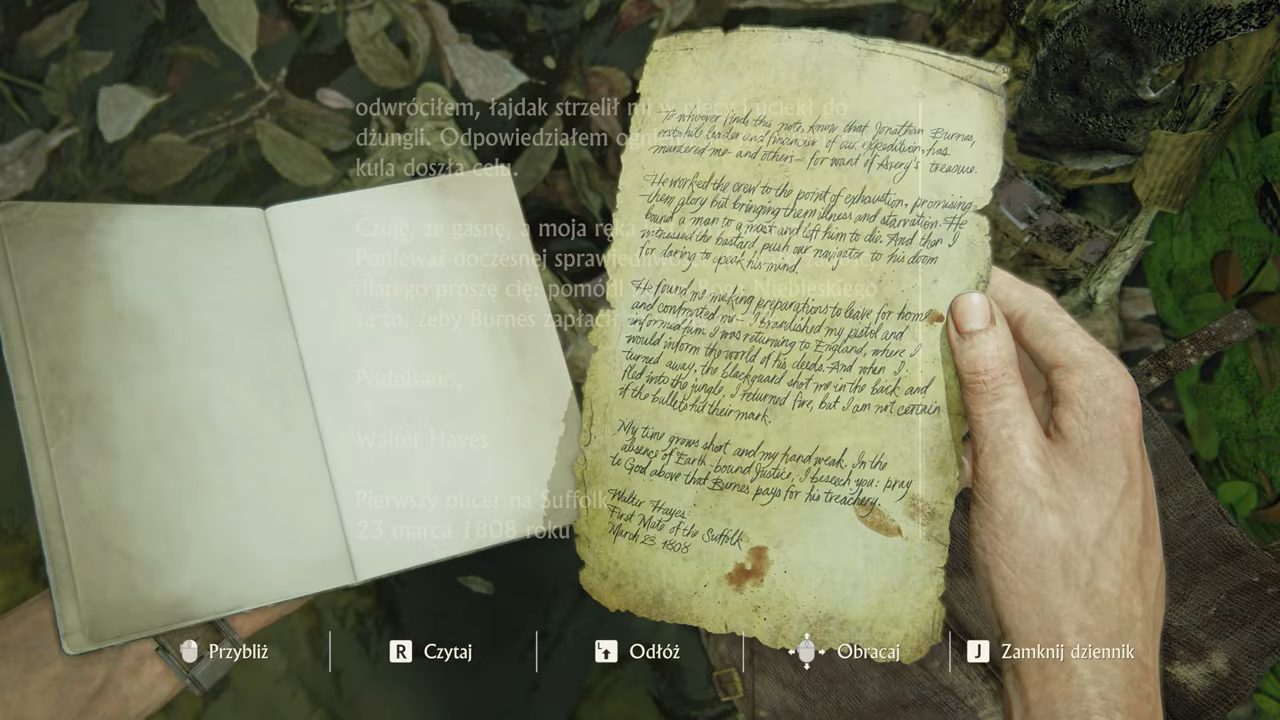 odwróciłem, łajdak strzelił mi w plecy i uciekł do
dżungli. Odpowiedziałem ogni
kula doszła celu.
Czuję, że gasnę, a moja ręka
Ponieważ doczesnej sprawiedliwo
dlatego proszę cię: pomódl Niebieskiego
za to, żeby Burnes zapłacił
Podpisano,
Walter Hayes
Pierwszy oficer na Suffolk
23 marca 1808 roku
To whoever finds this note, know that Jonathan Burnes,
erstwhile leader and financier of our expedition, has
murdered me—and others—for want of Avery's treasure.
He worked the crew to the point of exhaustion, promising
them glory but bringing them illness and starvation. He
bound a man to a mast and left him to die. And then I
witnessed the bastard push our navigator to his doom
for daring to speak his mind.
He found me making preparations to leave for home
and confronted me—I brandished my pistol and
informed him I was returning to England, where I
would inform the world of his deeds. And when I
turned away, the blackguard shot me in the back and
fled into the jungle, I returned fire, but I am not certain
if the bullets hit their mark.
My time grows short and my hand weak. In the
absence of Earth-bound Justice, I beseech you: pray
to God above that Burnes pays for his treachery.
Walter Hayes
First Mate of the Suffolk
March 23 1808
Przybliż
R Czytaj
L Odłóż
Obracaj
J Zamknij dziennik